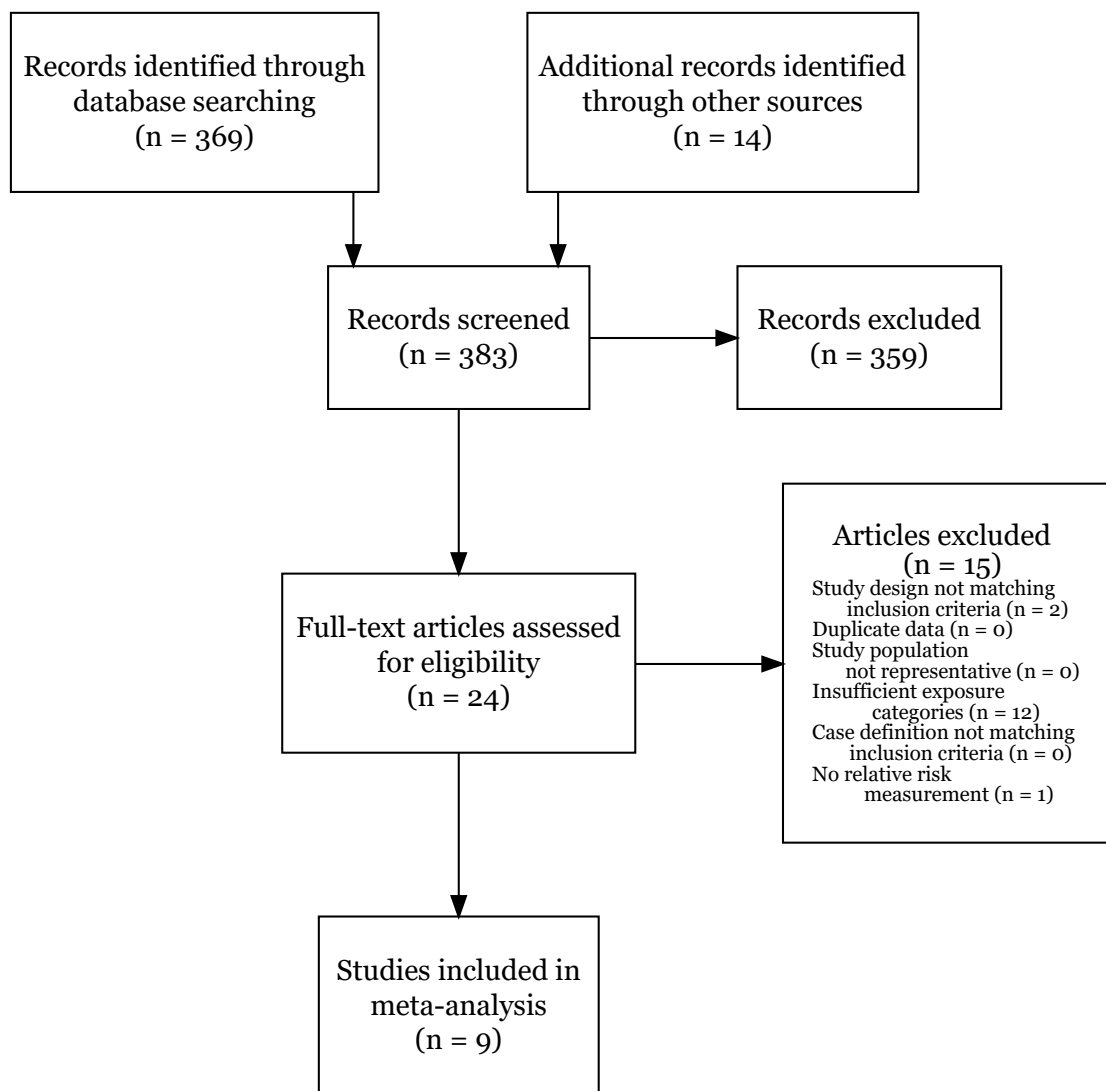 Records identified through
database searching
(n = 369)
Additional records identified
through other sources
(n = 14)
Records screened
(n = 383)
Records excluded
(n = 359)
Full-text articles assessed
for eligibility
(n = 24)
Articles excluded
(n = 15)
Study design not matching
inclusion criteria (n = 2)
Duplicate data (n = 0)
Study population
not representative (n = 0)
Insufficient exposure
categories (n = 12)
Case definition not matching
inclusion criteria (n = 0)
No relative risk
measurement (n = 1)
Studies included in
meta-analysis
(n = 9)